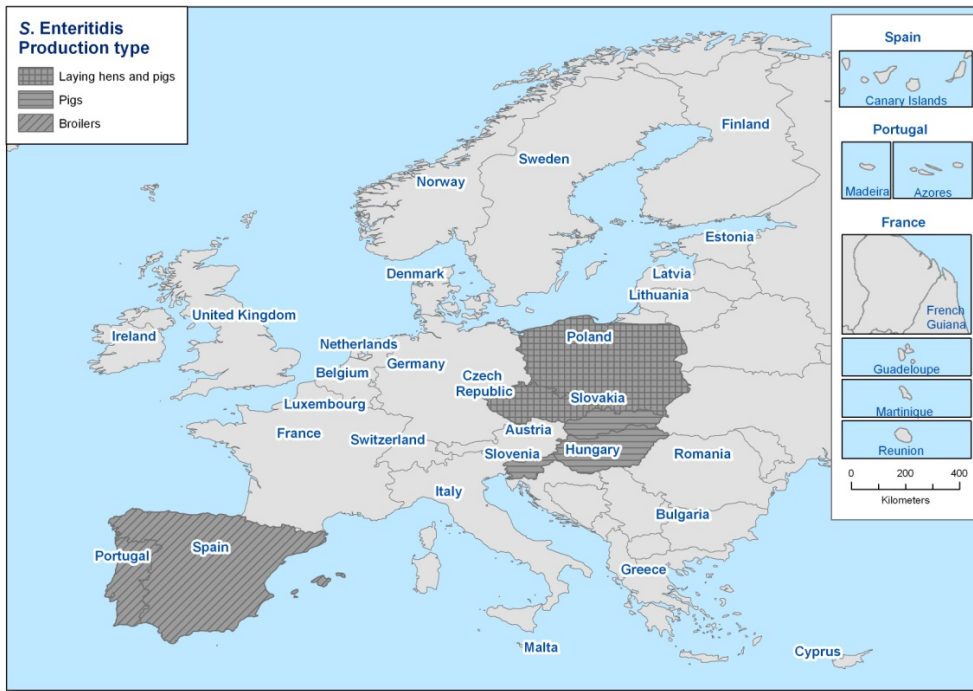 S. Enteritidis
Production type
Laying hens and pigs
Pigs
Broilers
Spain
Canary Islands
Portugal
Madeira
Azores
France
French
Guiana
Guadeloupe
Martinique
Reunion
0 200 400
Kilometers
Finland
Sweden
Norway
Estonia
Latvia
Denmark
Lithuania
United Kingdom
Ireland
Poland
Netherlands
Germany
Belgium
Czech
Republic
Slovakia
Luxembourg
France
Switzerland
Austria
Slovenia
Hungary
Romania
Italy
Bulgaria
Portugal
Spain
Greece
Malta
Cyprus